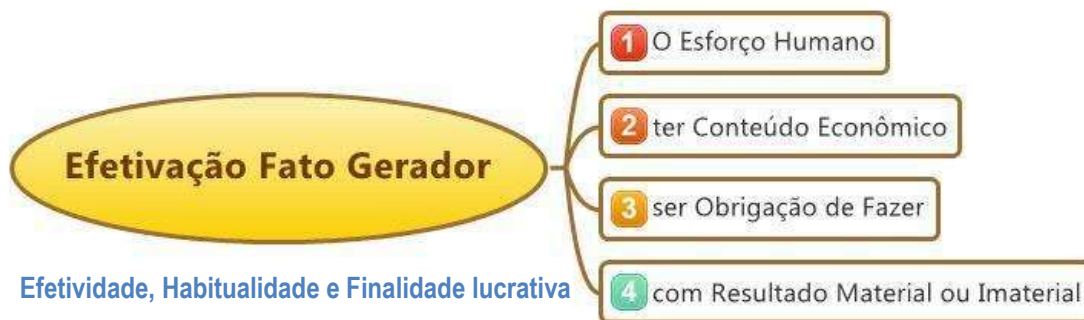 Efetivação Fato Gerador
1 O Esforço Humano
2 ter Conteúdo Econômico
3 ser Obrigação de Fazer
4 com Resultado Material ou Imaterial
Efetividade, Habitualidade e Finalidade lucrativa